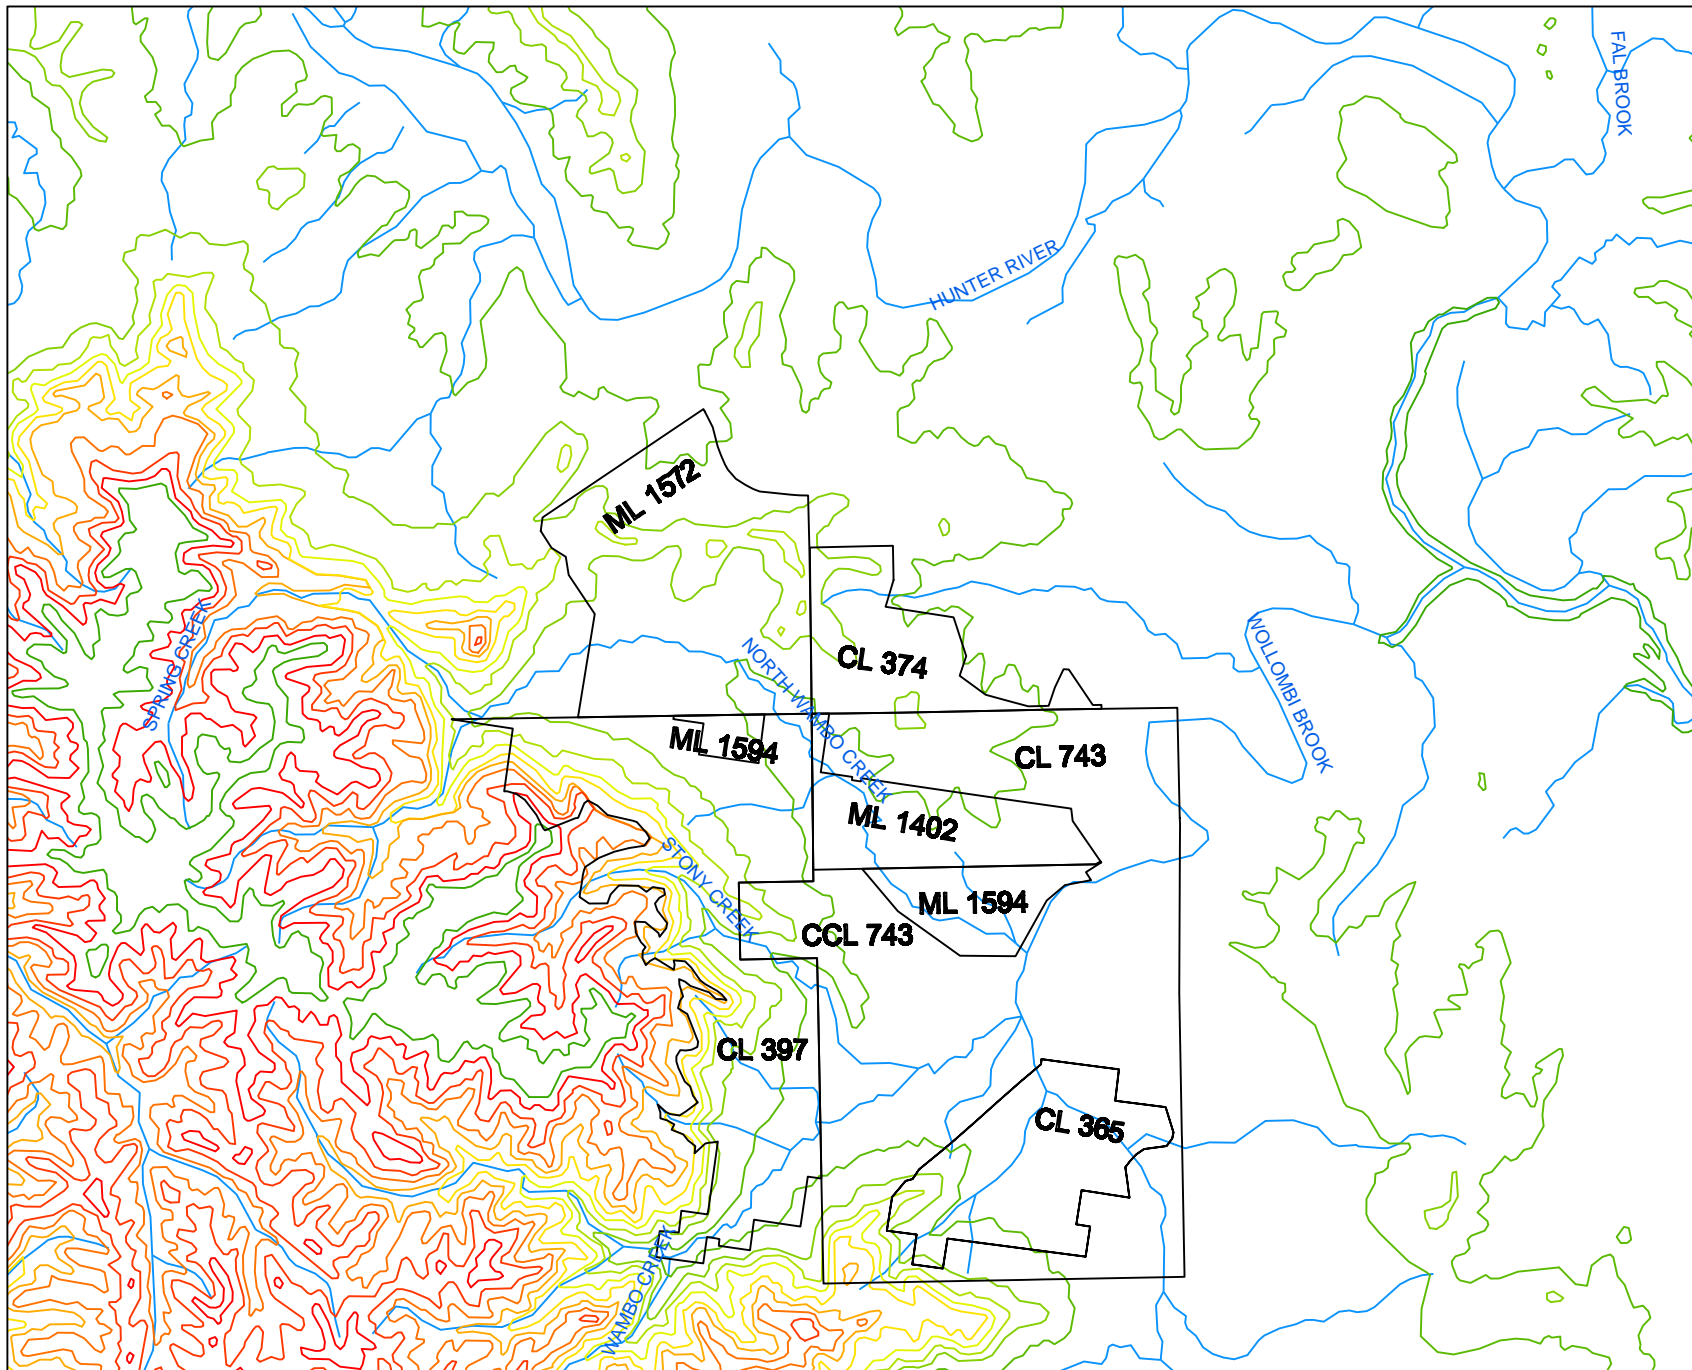 FAL BROOK
HUNTER RIVER
ML 1572
SPRING CREEK
NORTH WAMBO CREEK
CL 374
WOLLOMBI BROOK
ML 1594
CL 743
ML 1402
STONY CREEK
ML 1594
CCL 743
CL 397
CL 365
WAMBO CREEK